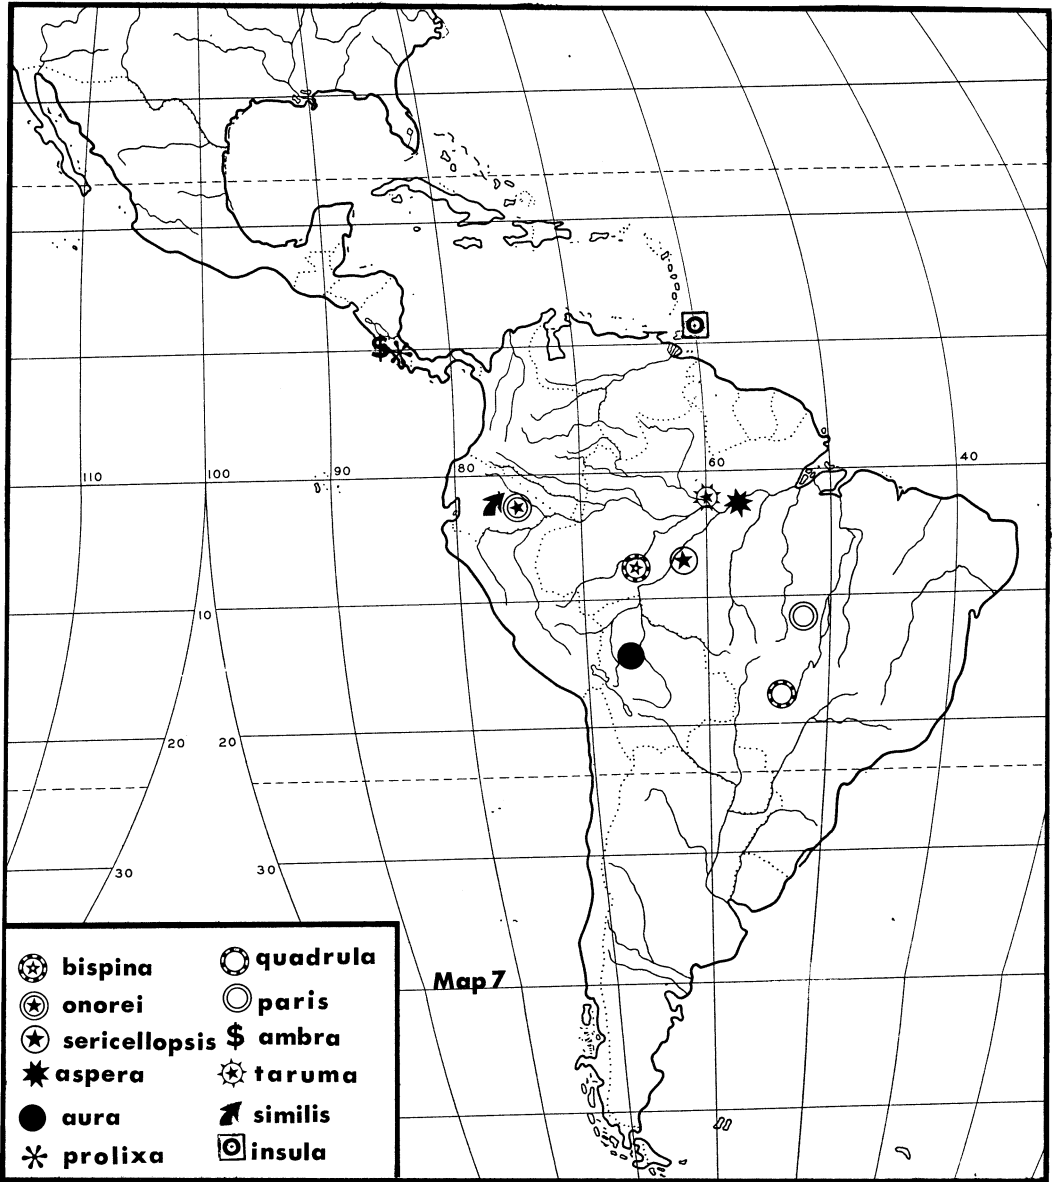 110
100
90
80
60
40
10
20 20
30
30
Map 7
bispina
onorei
sericellopsis
aspera
aura
prolixa
quadrula
paris
$ ambra
taruma
similis
insula
$